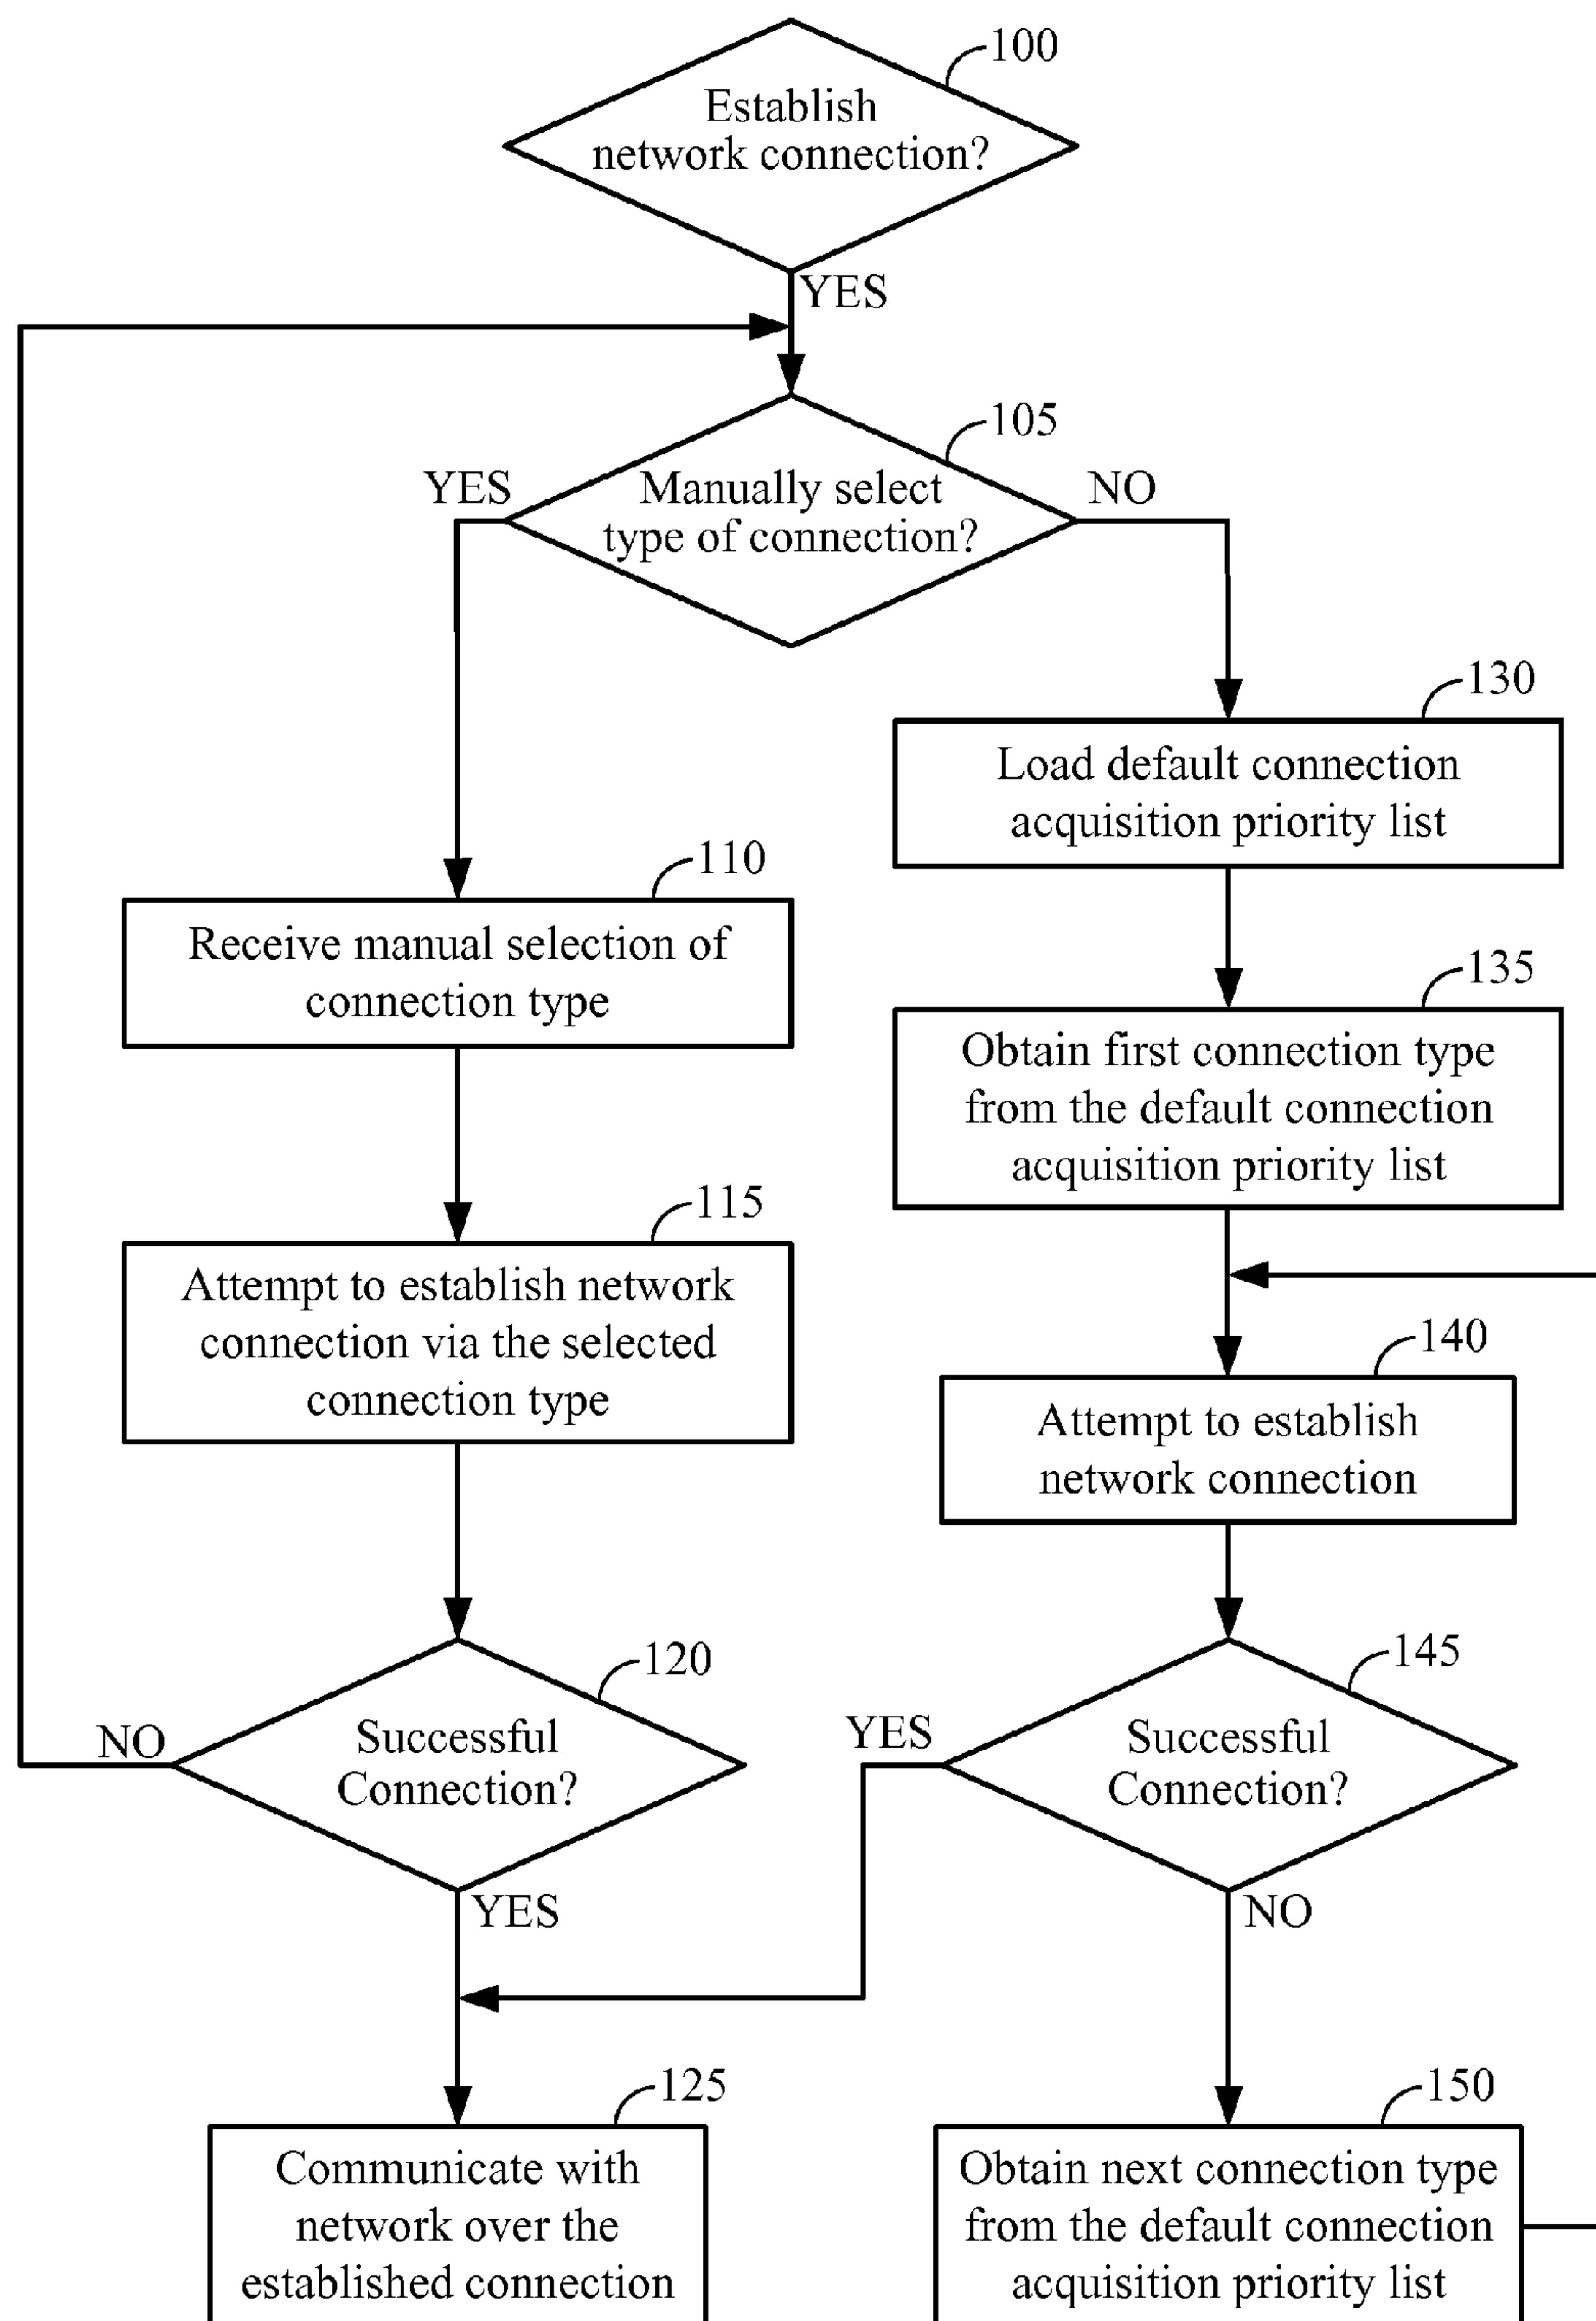 100
Establish
network connection?
YES
105
Manually select
type of connection?
YES
NO
130
Load default connection
acquisition priority list
110
Receive manual selection of
connection type
135
Obtain first connection type
from the default connection
acquisition priority list
115
Attempt to establish network
connection via the selected
connection type
140
Attempt to establish
network connection
120
Successful
Connection?
NO
YES
145
Successful
Connection?
YES
NO
125
Communicate with
network over the
established connection
150
Obtain next connection type
from the default connection
acquisition priority list